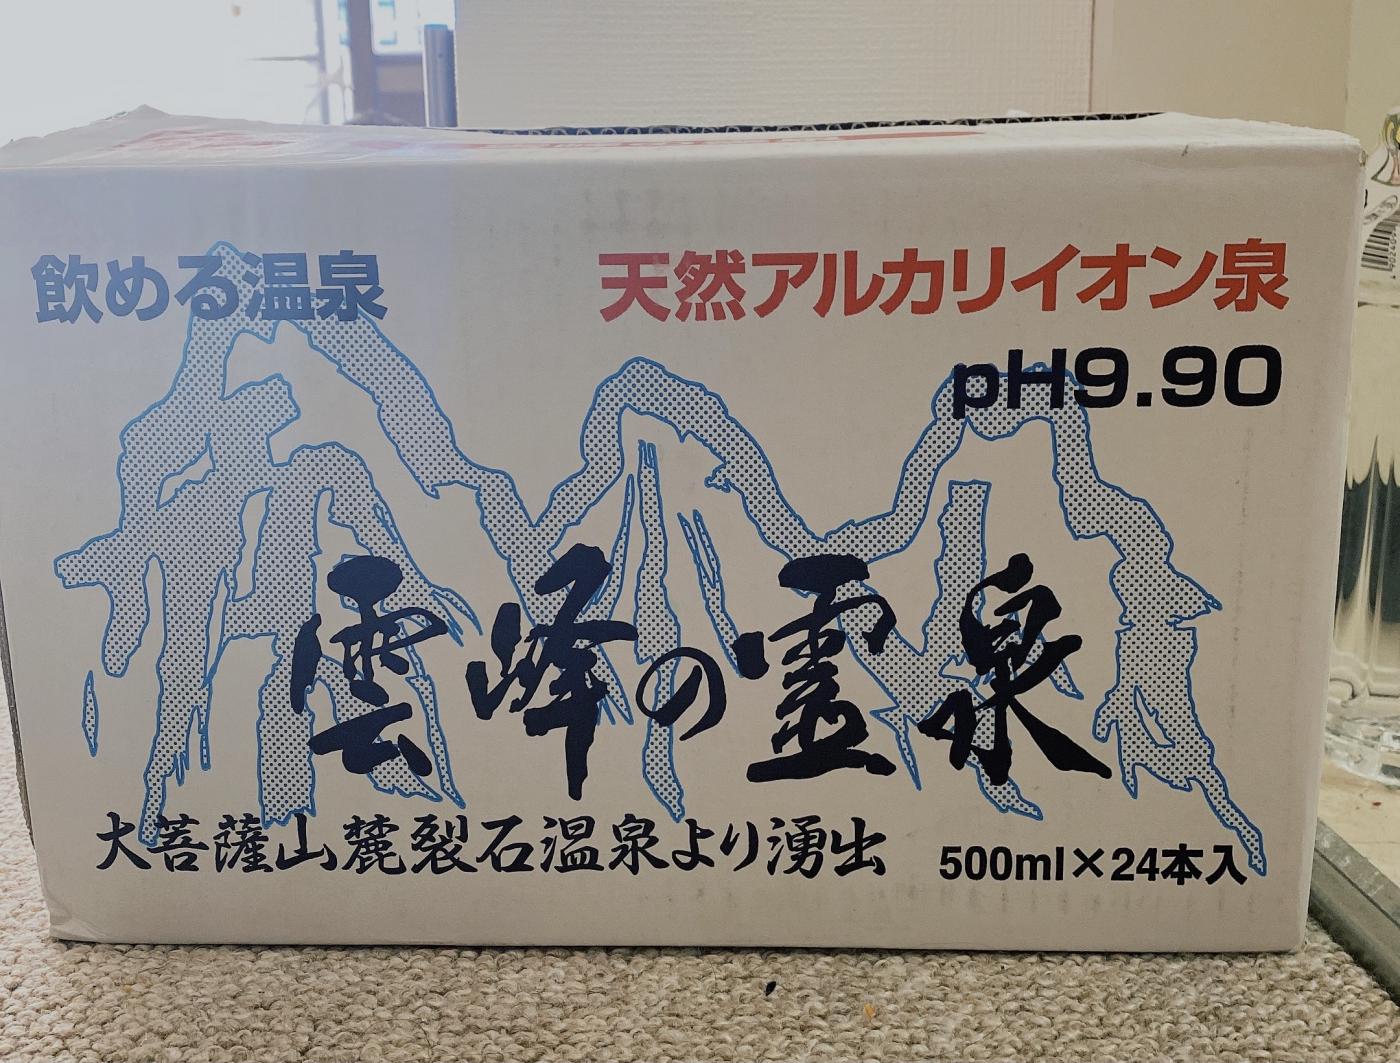 飲める温泉
天然アルカリイオン泉
pH9.90
雲峰の霊泉
大菩薩山麓裂石温泉より湧出
500ml×24本入